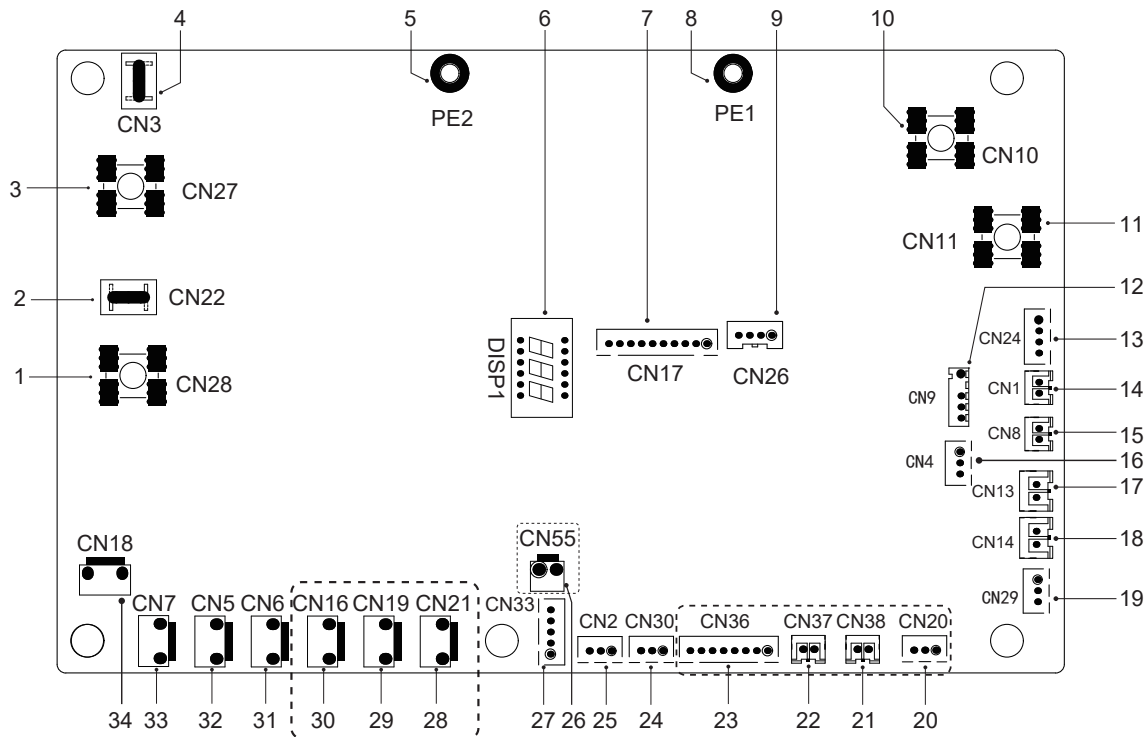 4 5 6 7 8 9 10
CN3 PE2 PE1
CN10
3 CN27
CN11 11
2 CN22
12
CN24 13
DISP1 CN17 CN26
1 CN28
CN9 CN1 14
CN8 15
CN4 16
CN13 17
CN14 18
CN18 CN55
CN29 19
CN7 CN5 CN6 CN16 CN19 CN21 CN33 CN2 CN30 CN36 CN37 CN38 CN20
34 33 32 31 30 29 28 27 26 25 24 23 22 21 20